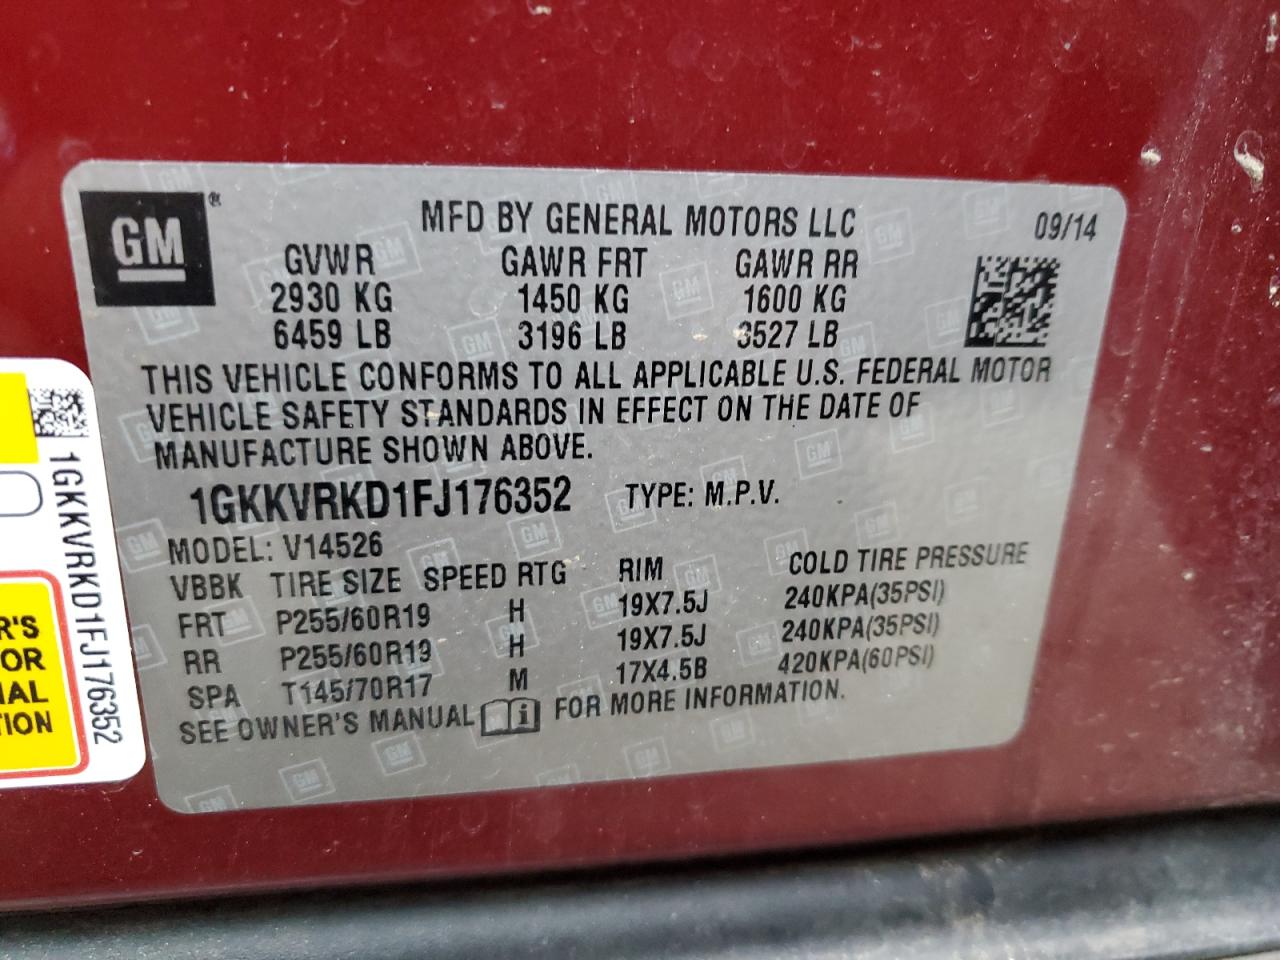 GM ®
MFD BY GENERAL MOTORS LLC 09/14
GVWR GAWR FRT GAWR RR
2930 KG 1450 KG 1600 KG
6459 LB 3196 LB 3527 LB
THIS VEHICLE CONFORMS TO ALL APPLICABLE U.S. FEDERAL MOTOR
VEHICLE SAFETY STANDARDS IN EFFECT ON THE DATE OF
MANUFACTURE SHOWN ABOVE.
1GKKVRKD1FJ176352 TYPE: M.P.V.
MODEL: V14526
VBBK TIRE SIZE SPEED RTG RIM COLD TIRE PRESSURE
FRT P255/60R19 H 19X7.5J 240KPA(35PSI)
RR P255/60R19 H 19X7.5J 240KPA(35PSI)
SPA T145/70R17 M 17X4.5B 420KPA(60PSI)
SEE OWNER'S MANUAL i FOR MORE INFORMATION.
1GKKVRKD1FJ176352
R'S
OR
IAL
TION